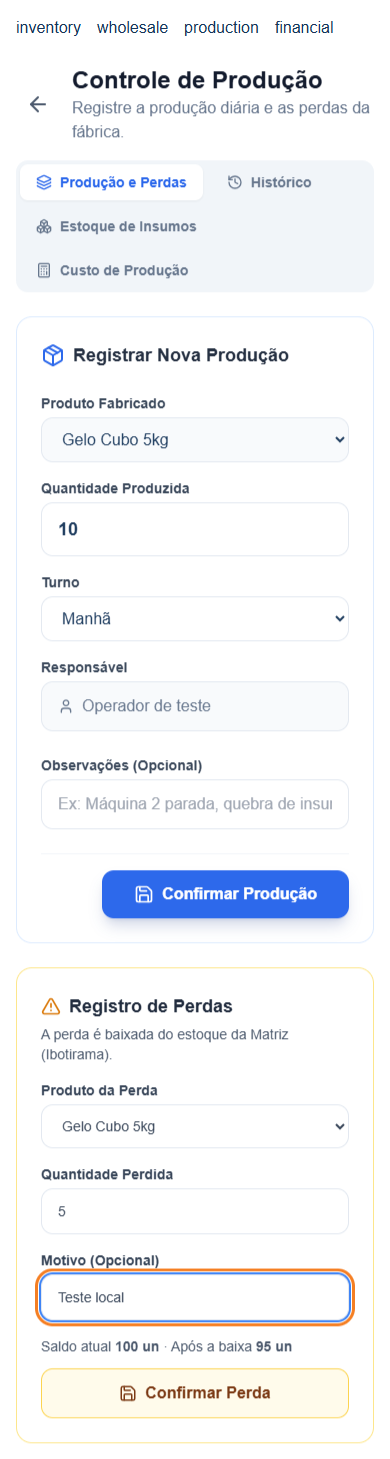 inventory wholesale production financial
Controle de Produção
Registre a produção diária e as perdas da
fábrica.
Produção e Perdas
Histórico
Estoque de Insumos
Custo de Produção
Registrar Nova Produção
Produto Fabricado
Gelo Cubo 5kg
Quantidade Produzida
10
Turno
Manhã
Responsável
Operador de teste
Observações (Opcional)
Ex: Máquina 2 parada, quebra de insu
Confirmar Produção
Registro de Perdas
A perda é baixada do estoque da Matriz
(Ibotirama).
Produto da Perda
Gelo Cubo 5kg
Quantidade Perdida
5
Motivo (Opcional)
Teste local
Saldo atual 100 un · Após a baixa 95 un
Confirmar Perda